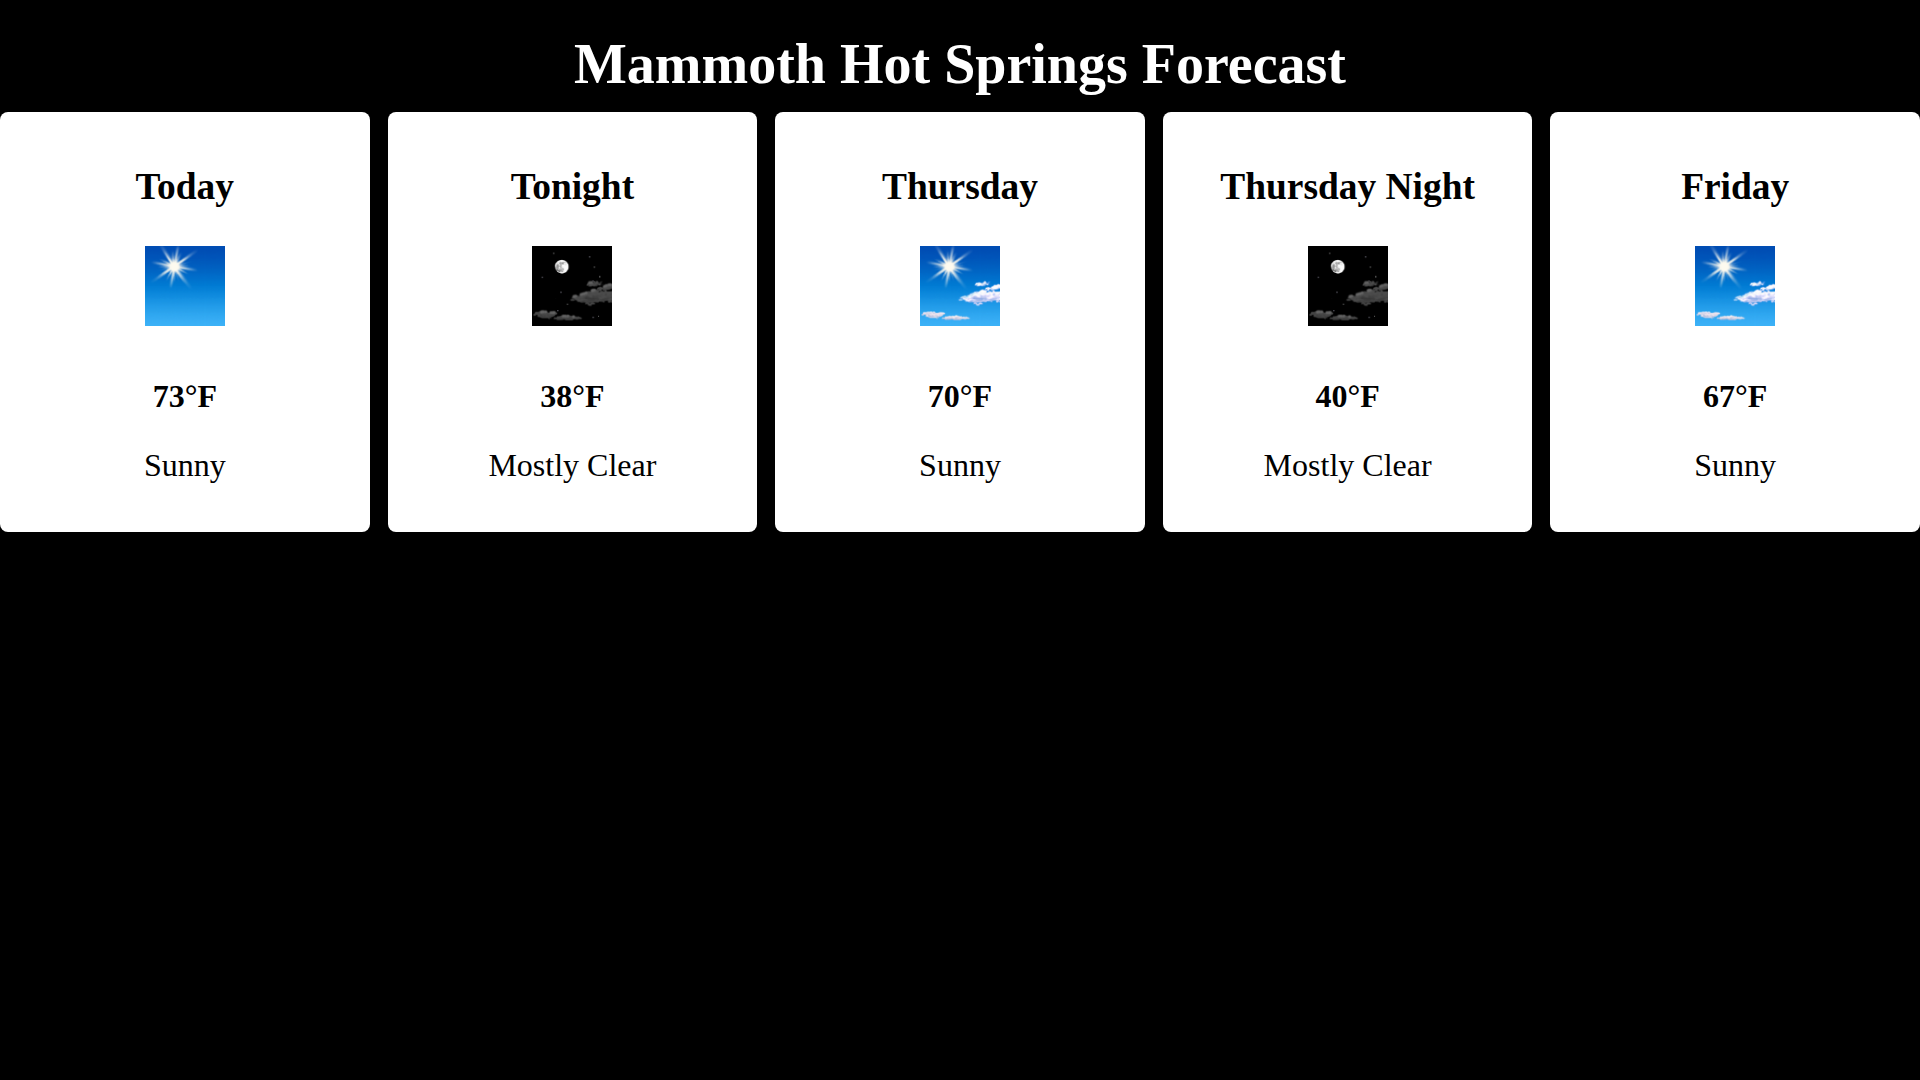 Mammoth Hot Springs Forecast
Today
73°F
Sunny
Tonight
38°F
Mostly Clear
Thursday
70°F
Sunny
Thursday Night
40°F
Mostly Clear
Friday
67°F
Sunny